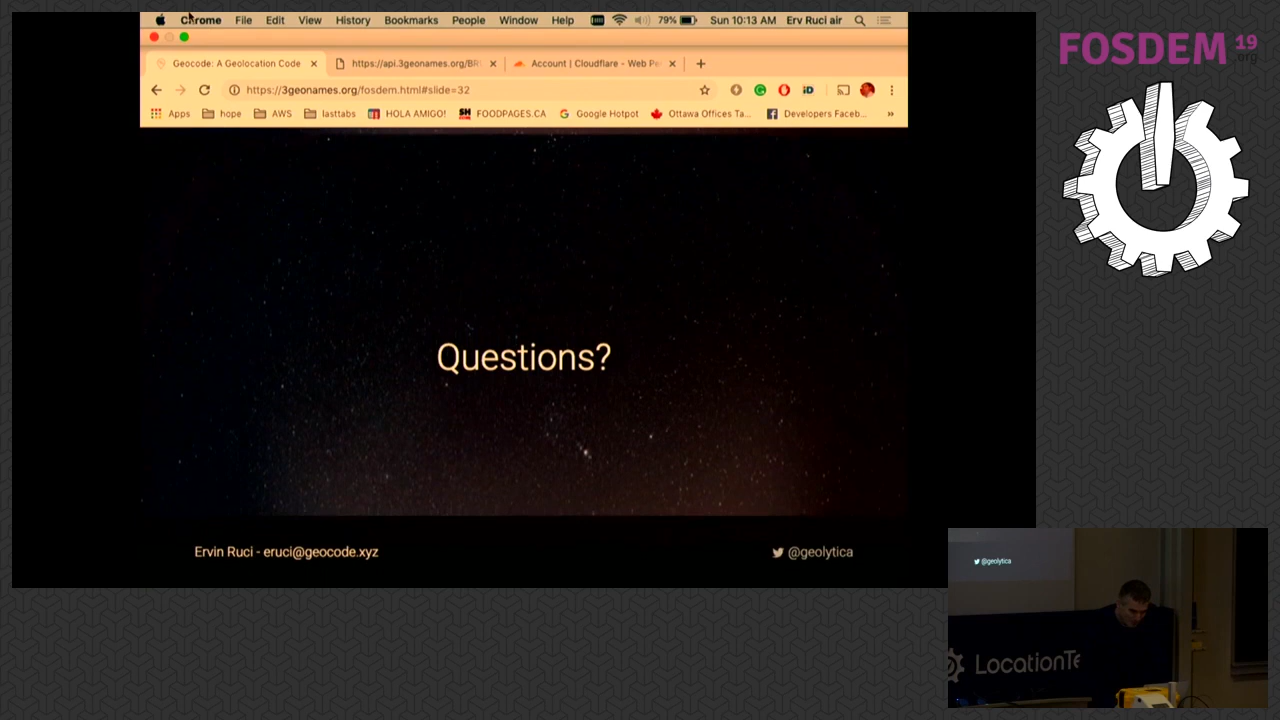 Chrome File Edit View History Bookmarks People Window Help 79% Sun 10:13 AM Erv Ruci air
Geocode: A Geolocation Code × https://api.3geonames.org/BR × Account | Cloudflare - Web Pe × +
https://3geonames.org/fosdem.html#slide=32
Apps hope AWS lasttabs HOLA AMIGO! SH FOODPAGES.CA Google Hotpot Ottawa Offices Ta... Developers Faceb... »
Questions?
Ervin Ruci - eruci@geocode.xyz @geolytica
FOSDEM 19
.org
@geolytica
LocationTe